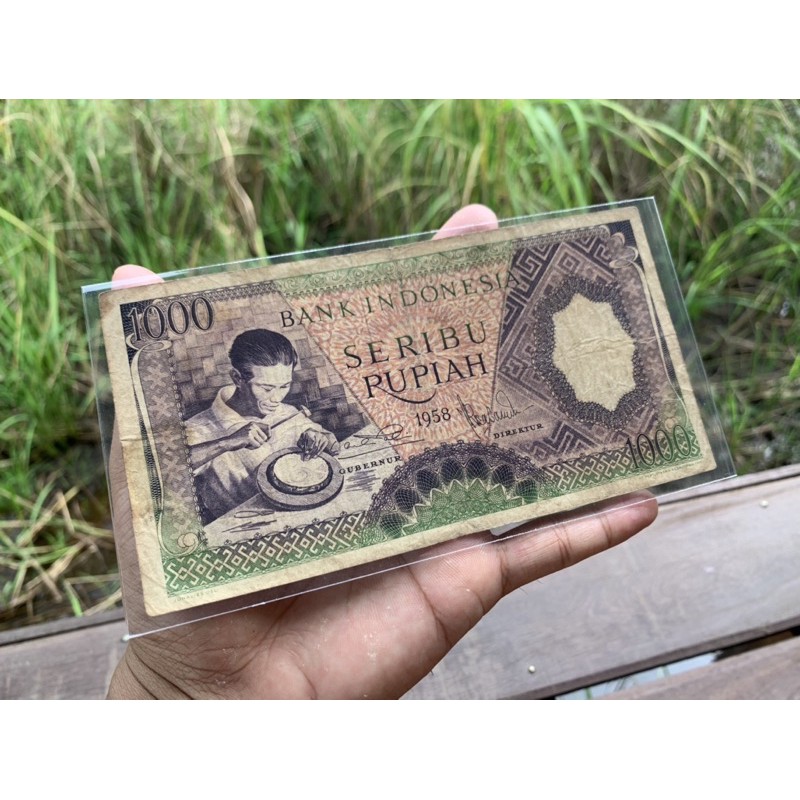 1000
BANK INDONESIA
SERIBU
RUPIAH
1958
GUBERNUR
DIREKTUR
1000